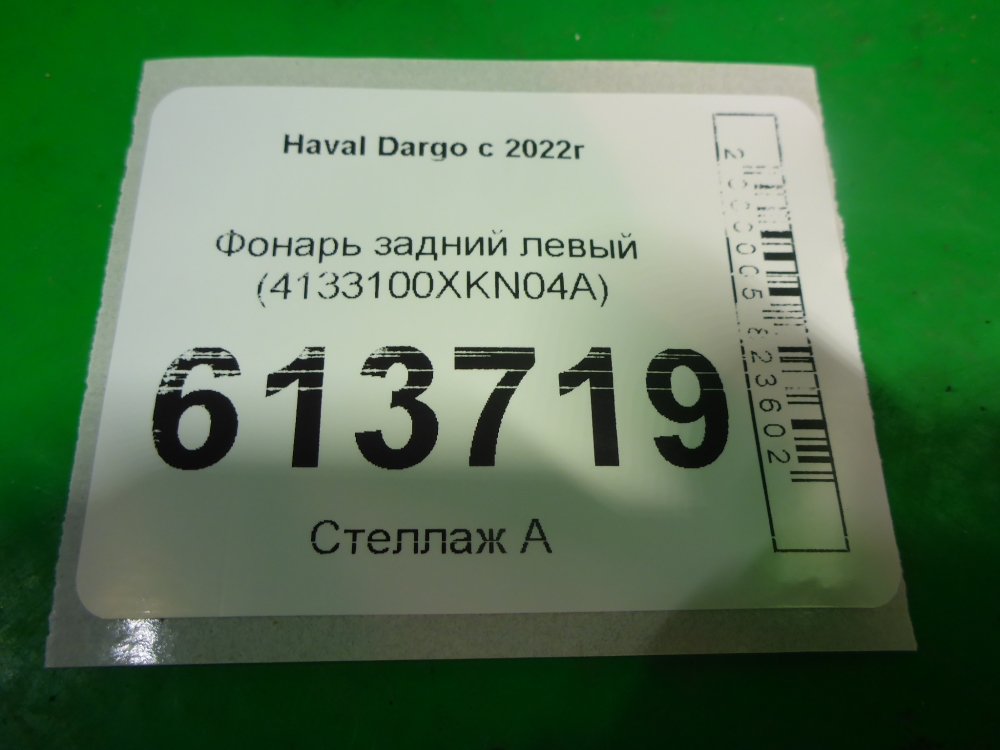 Haval Dargo с 2022г
Фонарь задний левый
(4133100XKN04A)
613719
Стеллаж А
2000005823602